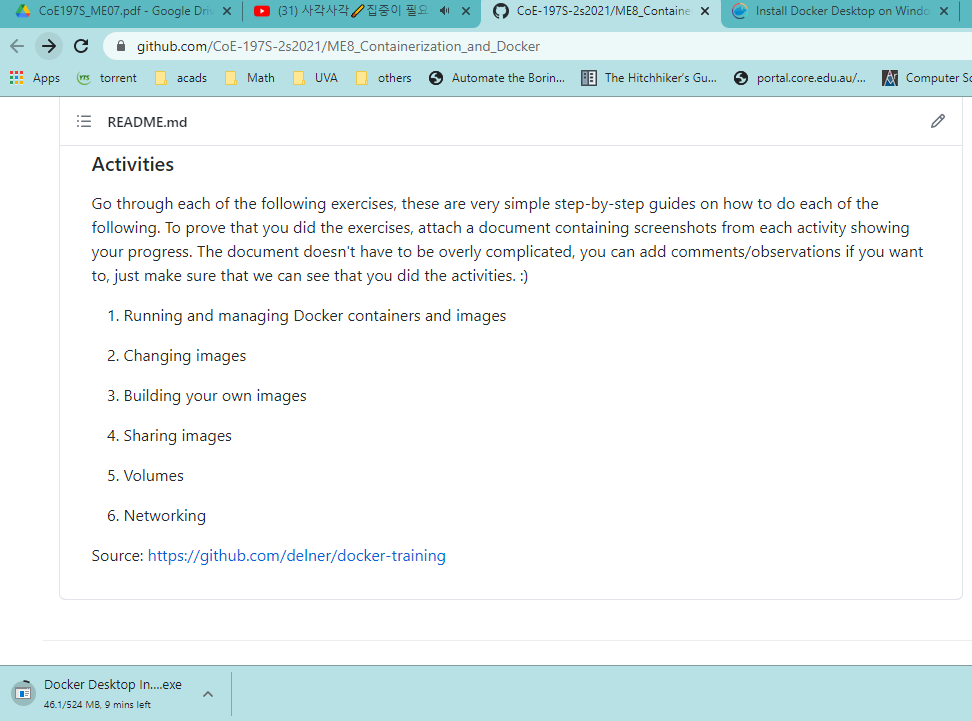 CoE197S_ME07.pdf - Google Dri
(31) 사각사각🖍집중이 필요
CoE-197S-2s2021/ME8_Containe
Install Docker Desktop on Windo
github.com/CoE-197S-2s2021/ME8_Containerization_and_Docker
Apps
torrent
acads
Math
UVA
others
Automate the Borin...
The Hitchhiker's Gu...
portal.core.edu.au/...
Computer Sc
README.md
Activities
Go through each of the following exercises, these are very simple step-by-step guides on how to do each of the
following. To prove that you did the exercises, attach a document containing screenshots from each activity showing
your progress. The document doesn't have to be overly complicated, you can add comments/observations if you want
to, just make sure that we can see that you did the activities. :)
1. Running and managing Docker containers and images
2. Changing images
3. Building your own images
4. Sharing images
5. Volumes
6. Networking
Source: https://github.com/delner/docker-training
Docker Desktop In....exe
46.1/524 MB, 9 mins left